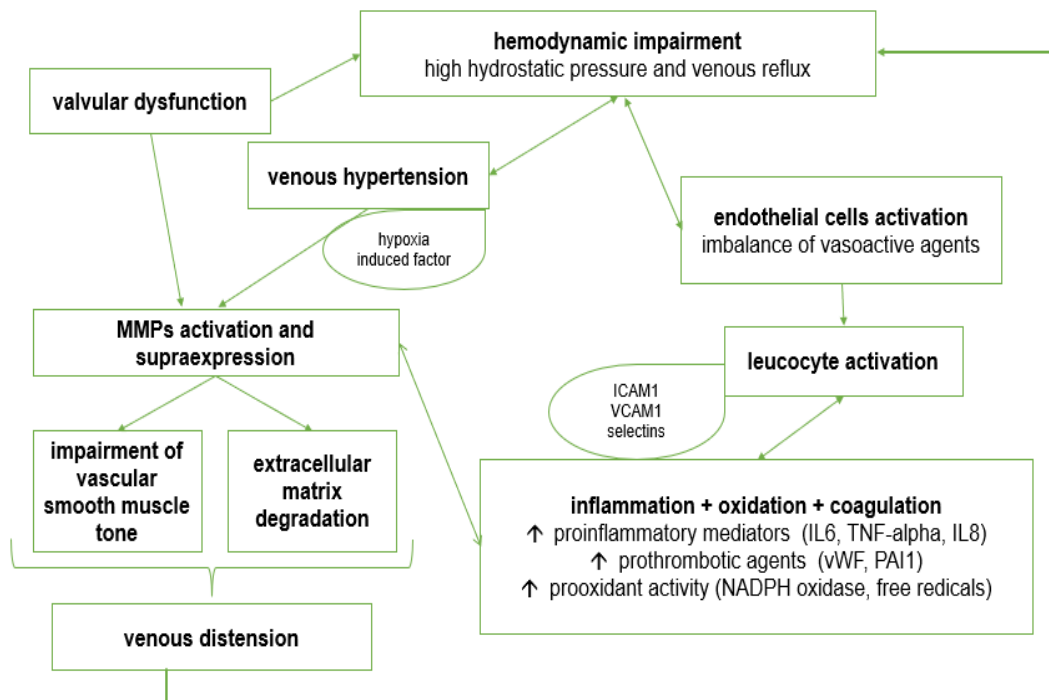 hemodynamic impairment
high hydrostatic pressure and venous reflux
valvular dysfunction
venous hypertension
hypoxia
induced factor
endothelial cells activation
imbalance of vasoactive agents
MMPs activation and
supraexpression
leucocyte activation
ICAM1
VCAM1
selectins
impairment of
vascular
smooth muscle
tone
extracellular
matrix
degradation
inflammation + oxidation + coagulation
↑ proinflammatory mediators (IL6, TNF-alpha, IL8)
↑ prothrombotic agents (vWF, PAI1)
↑ prooxidant activity (NADPH oxidase, free redicals)
venous distension